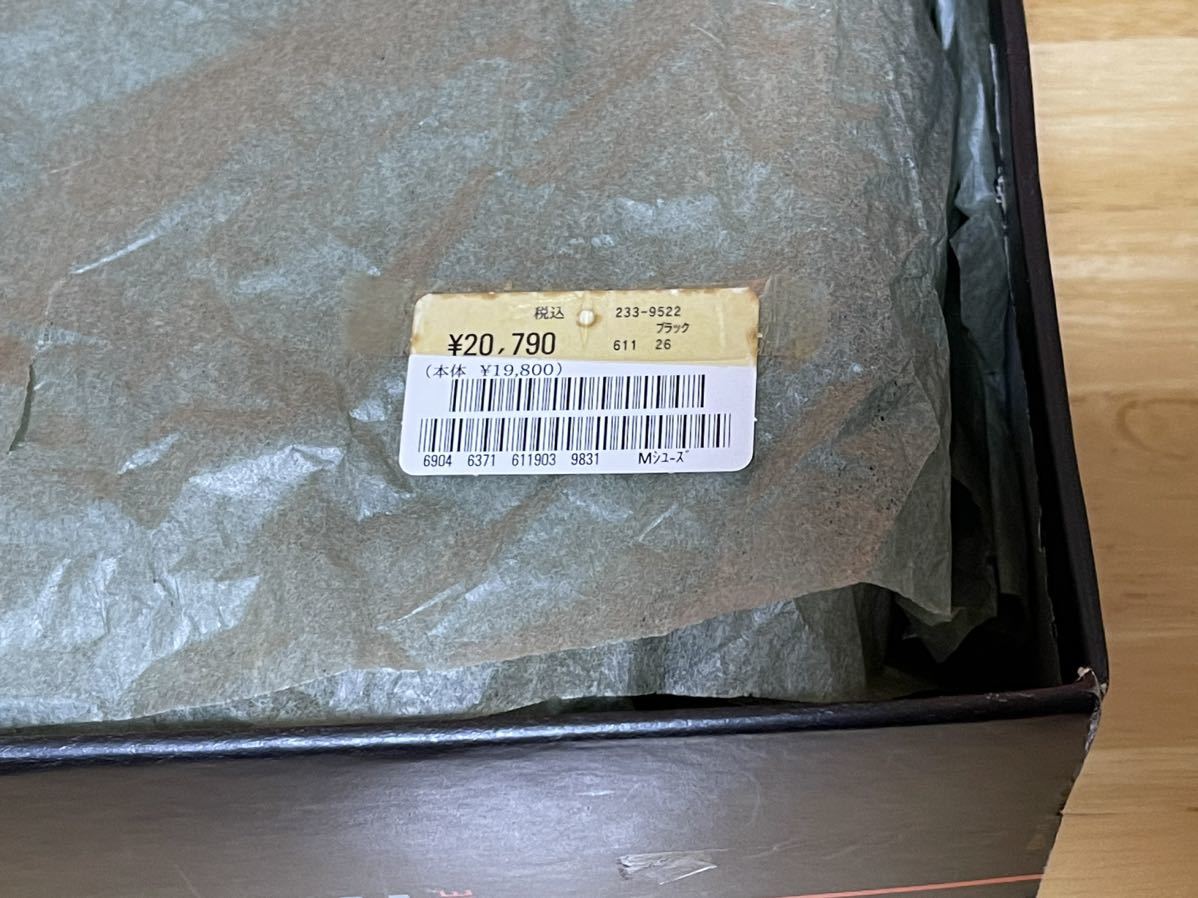 税込 233-9522
ブラック
¥20,790 611 26
(本体 ¥19,800)
6904 6371 611903 9831 Mシユーズ